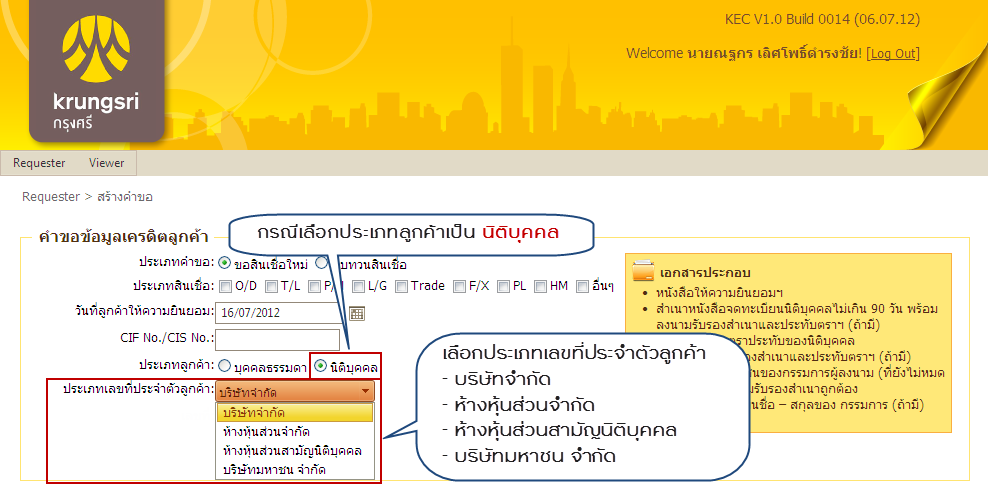 KEC V1.0 Build 0014 (06.07.12)
Welcome นายณฐกร เลิศโพธิ์ดำรงชัย! [Log Out]
krungsri
กรุงศรี
Requester Viewer
Requester > สร้างคำขอ
กรณีเลือกประเภทลูกค้าเป็น นิติบุคคล
คำขอข้อมูลเครดิตลูกค้า
ประเภทคำขอ: ขอสินเชื่อใหม่ บทวนสินเชื่อ
ประเภทสินเชื่อ: O/D T/L L/G Trade F/X PL HM อื่นๆ
วันที่ลูกค้าให้ความยินยอม: 16/07/2012
CIF No./CIS No.:
ประเภทลูกค้า: บุคคลธรรมดา นิติบุคคล
ประเภทเลขที่ประจำตัวลูกค้า: บริษัทจำกัด
บริษัทจำกัด
ห้างหุ้นส่วนจำกัด
ห้างหุ้นส่วนสามัญนิติบุคคล
บริษัทมหาชน จำกัด
เลือกประเภทเลขที่ประจำตัวลูกค้า
- บริษัทจำกัด
- ห้างหุ้นส่วนจำกัด
- ห้างหุ้นส่วนสามัญนิติบุคคล
- บริษัทมหาชน จำกัด
เอกสารประกอบ
• หนังสือให้ความยินยอมฯ
• สำเนาหนังสือจดทะเบียนนิติบุคคลไม่เกิน 90 วัน พร้อม
ลงนามรับรองสำเนาและประทับตราฯ (ถ้ามี)
ราประทับของนิติบุคคล
องสำเนาและประทับตราฯ (ถ้ามี)
นของกรรมการผู้ลงนาม (ที่ยังไม่หมด
มรับรองสำเนาถูกต้อง
นชื่อ – สกุลของ กรรมการ (ถ้ามี)